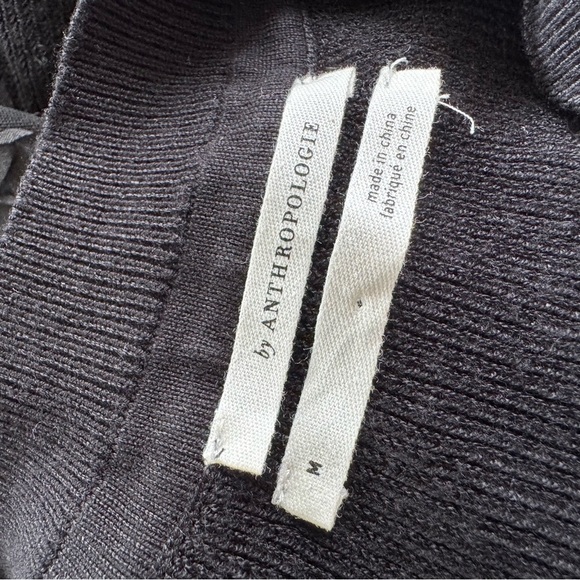 by ANTHROPOLOGIE
made in china
fabriqué en chine
M